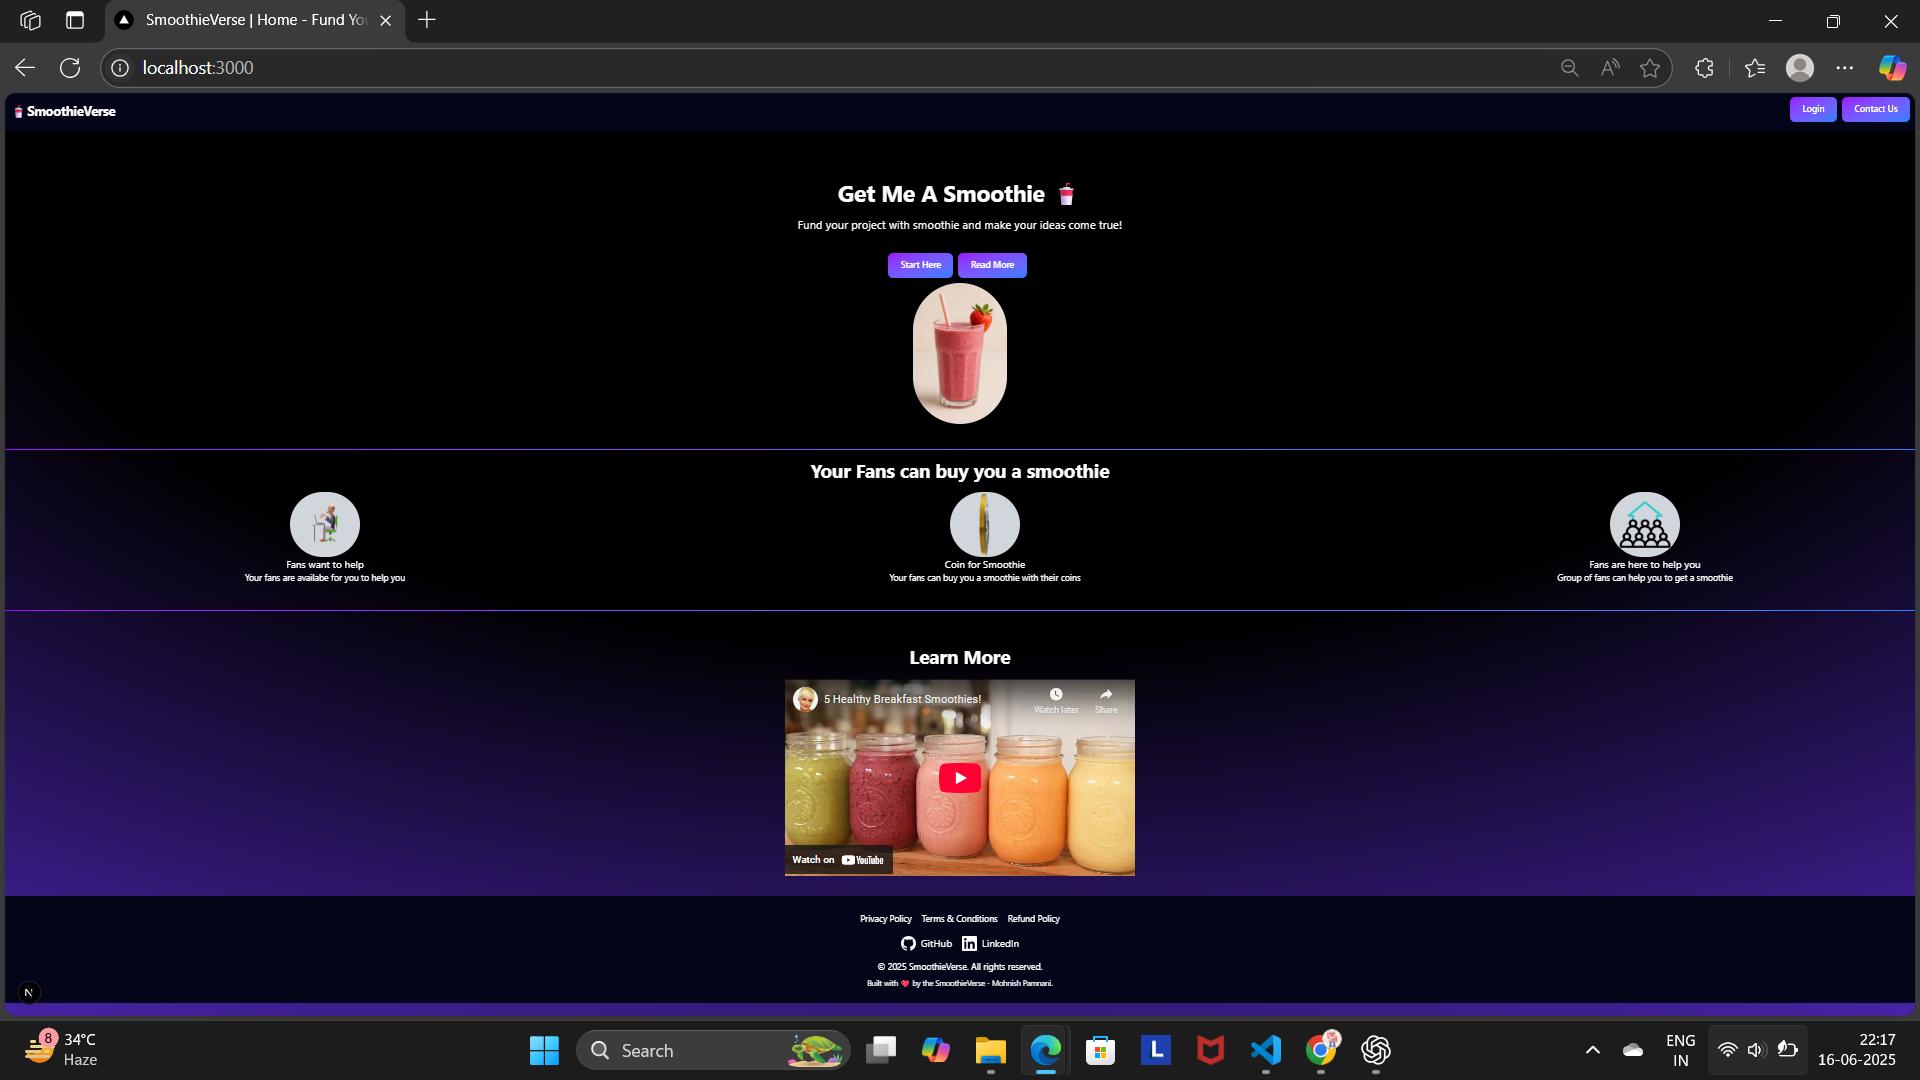 SmoothieVerse | Home - Fund Yo
localhost:3000
SmoothieVerse
Login
Contact Us
Get Me A Smoothie
Fund your project with smoothie and make your ideas come true!
Start Here
Read More
Your Fans can buy you a smoothie
Fans want to help
Your fans are availabe for you to help you
Coin for Smoothie
Your fans can buy you a smoothie with their coins
Fans are here to help you
Group of fans can help you to get a smoothie
Learn More
5 Healthy Breakfast Smoothies!
Watch later
Share
Watch on YouTube
Privacy Policy Terms & Conditions Refund Policy
GitHub LinkedIn
© 2025 SmoothieVerse. All rights reserved.
Built with ❤️ by the SmoothieVerse - Mohnish Pamnani.
N
8
34°C
Haze
Search
L
ENG
IN
22:17
16-06-2025